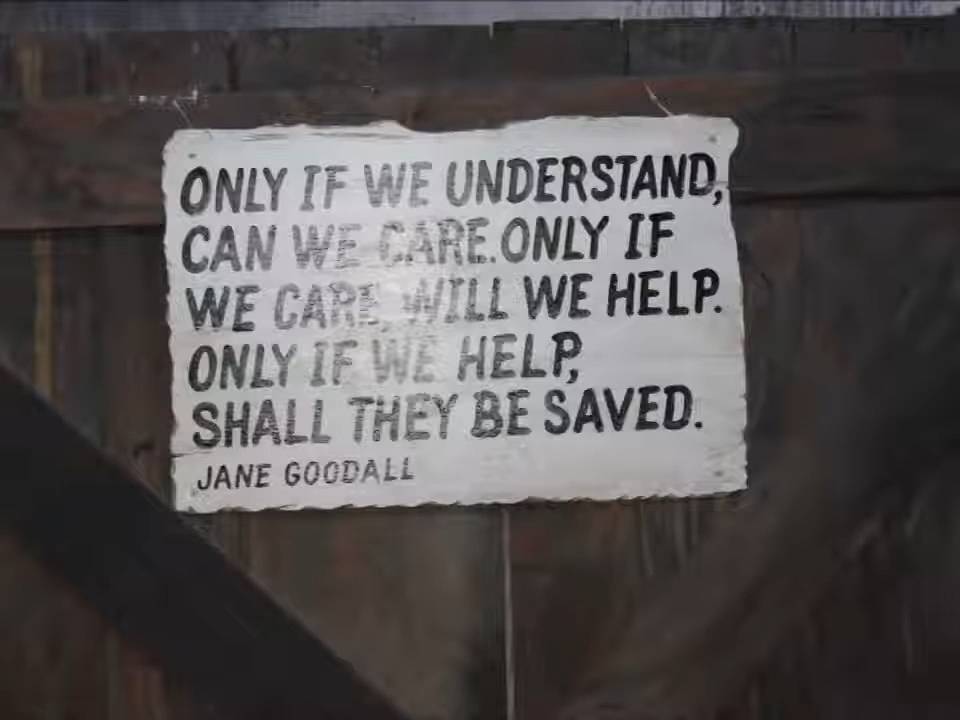 ONLY IF WE UNDERSTAND,
CAN WE CARE. ONLY IF
WE CARE, WILL WE HELP.
ONLY IF WE HELP,
SHALL THEY BE SAVED.
JANE GOODALL